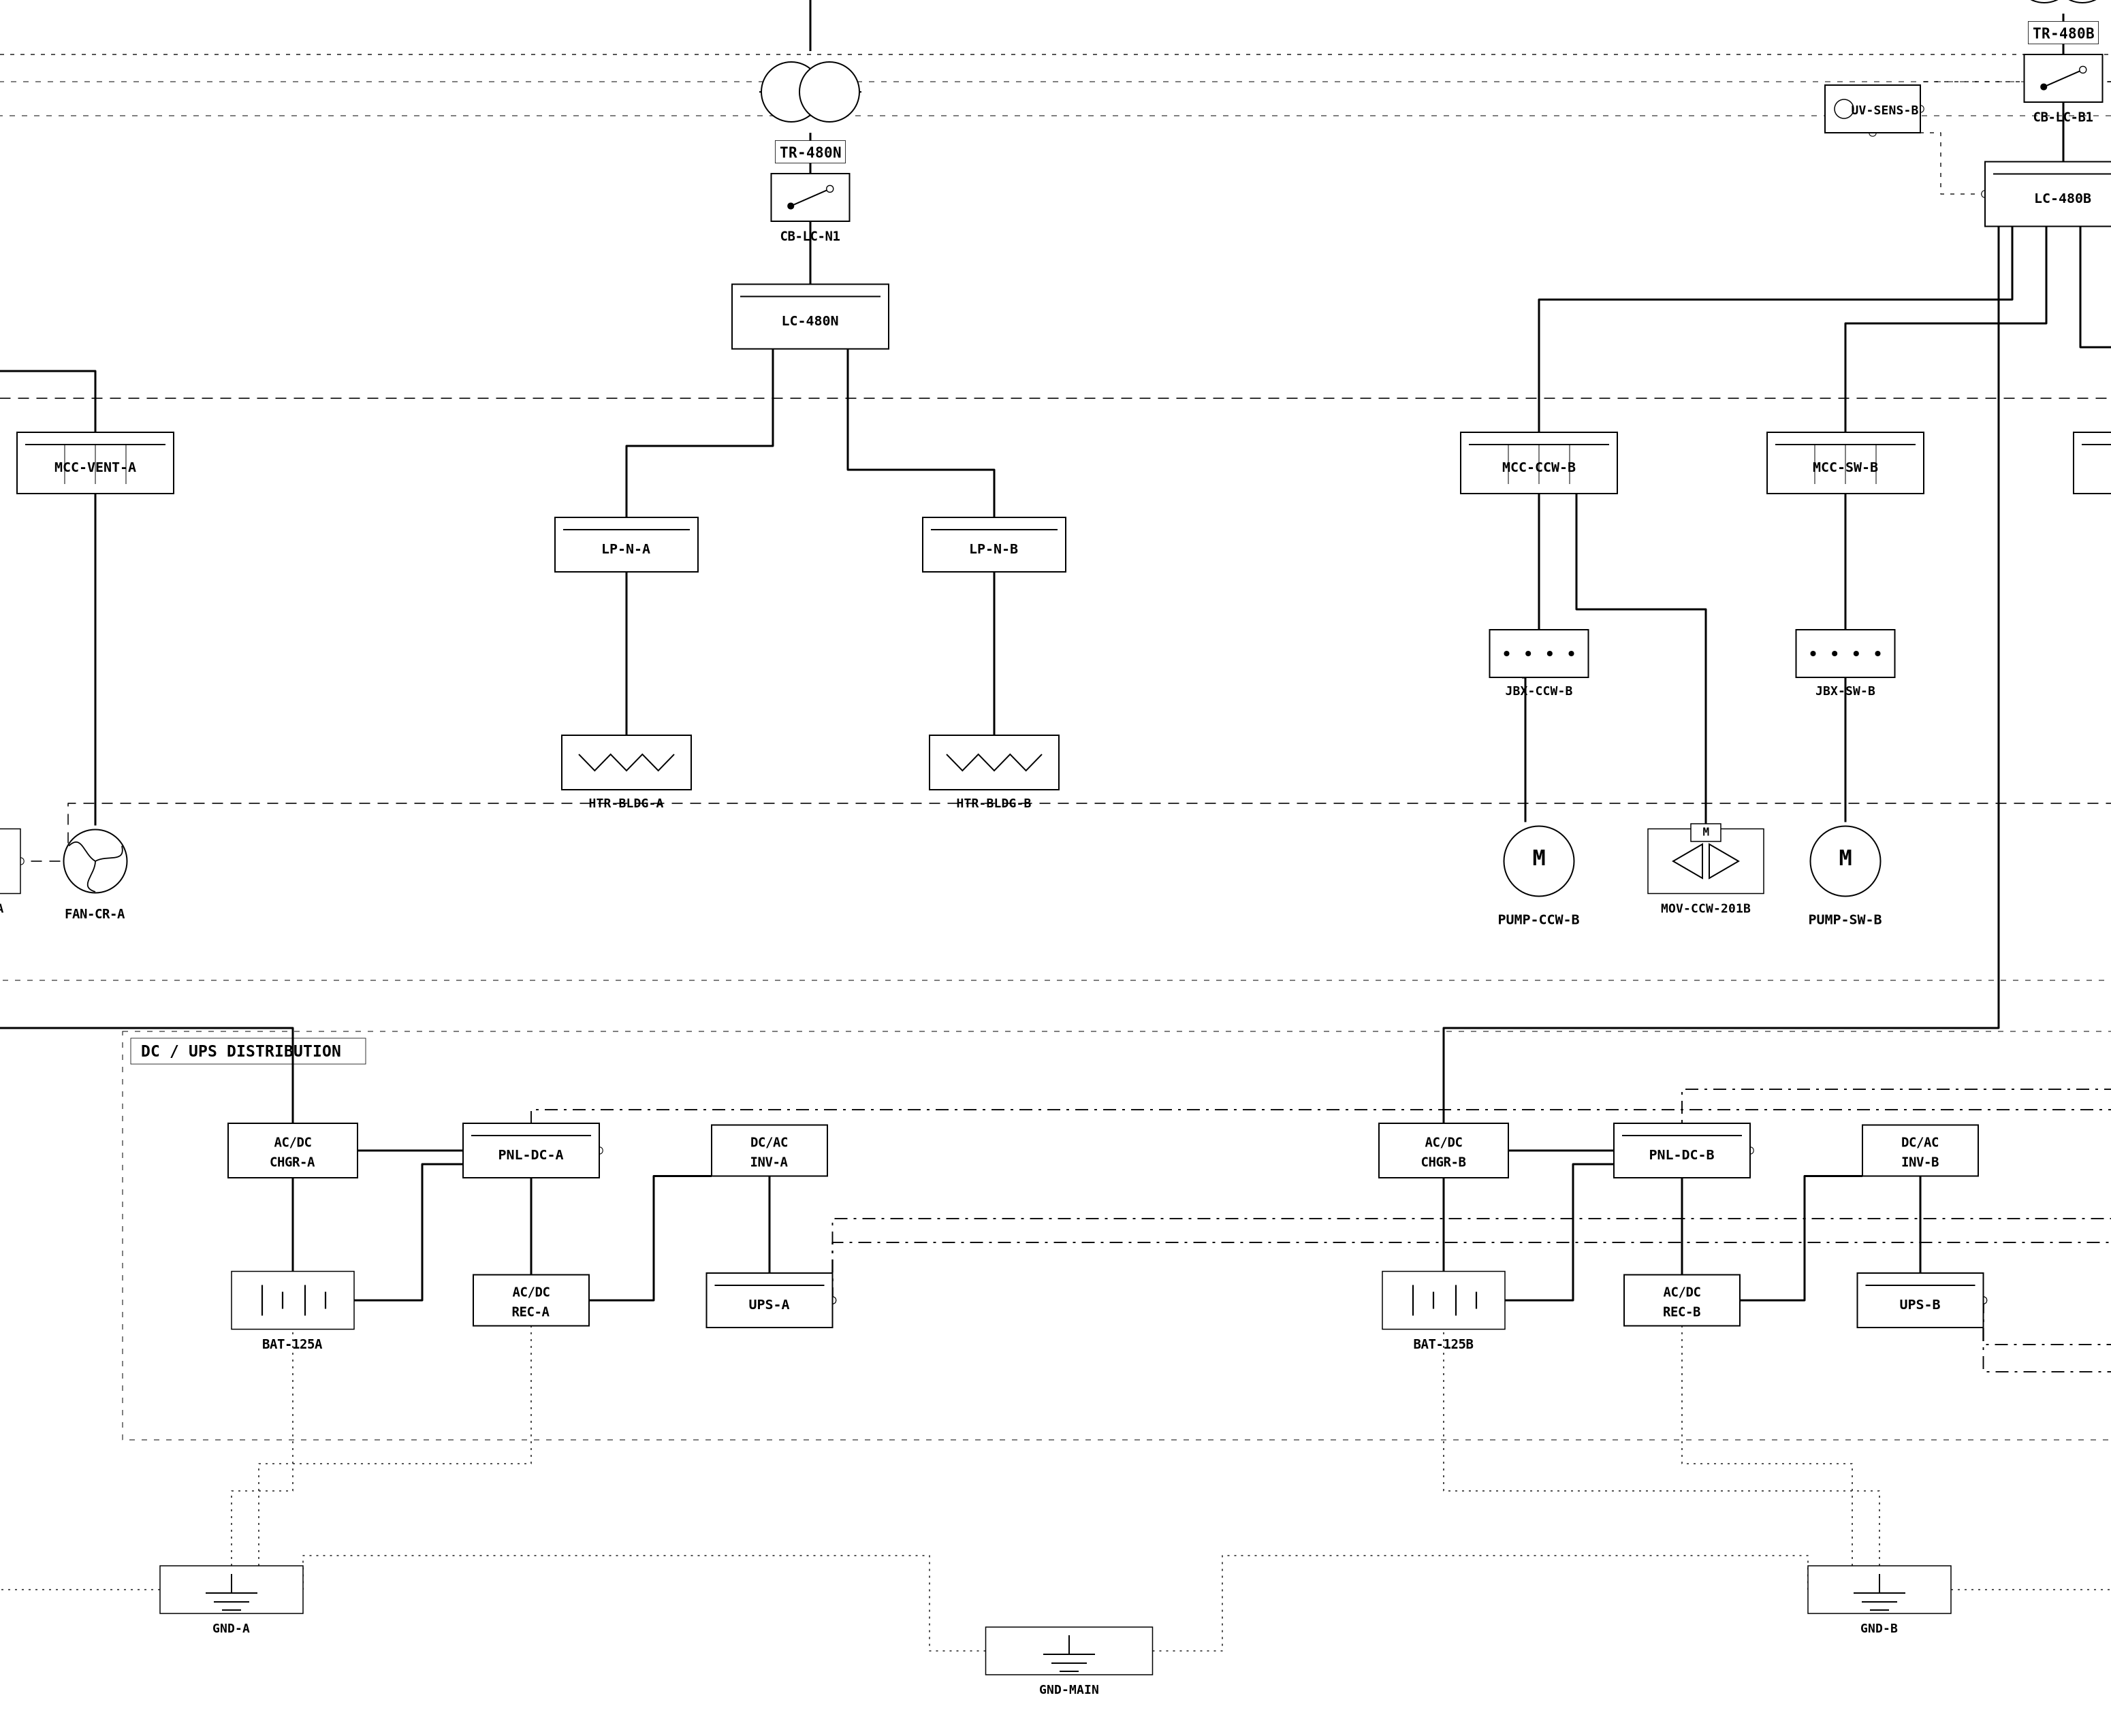 TR-480B
UV-SENS-B
CB-LC-B1
TR-480N
LC-480B
CB-LC-N1
LC-480N
MCC-VENT-A
MCC-CCW-B
MCC-SW-B
LP-N-A
LP-N-B
JBX-CCW-B
JBX-SW-B
HTR-BLDG-A
HTR-BLDG-B
M
M
M
A
FAN-CR-A
PUMP-CCW-B
MOV-CCW-201B
PUMP-SW-B
DC / UPS DISTRIBUTION
AC/DC
CHGR-A
PNL-DC-A
DC/AC
INV-A
AC/DC
CHGR-B
PNL-DC-B
DC/AC
INV-B
AC/DC
REC-A
UPS-A
AC/DC
REC-B
UPS-B
BAT-125A
BAT-125B
GND-A
GND-B
GND-MAIN